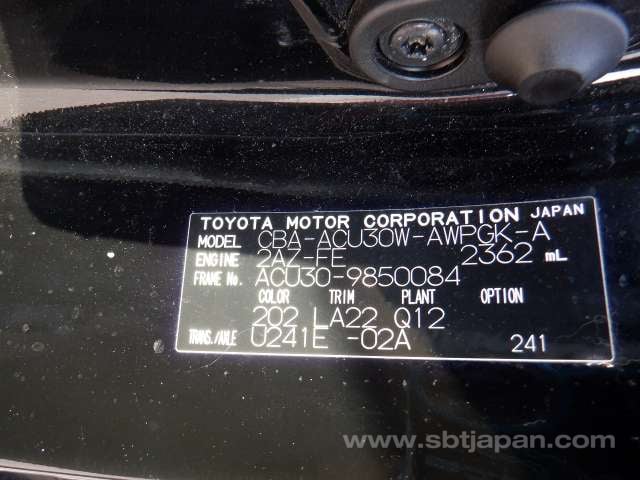 TOYOTA MOTOR CORPORATION JAPAN
MODEL CBA-ACU30W-AWPGK-A
ENGINE 2AZ-FE 2362 mL
FRAME No. ACU30-9850084
COLOR TRIM PLANT OPTION
202 LA22 Q12
TRANS./AXLE U241E -02A 241
www.sbtjapan.com